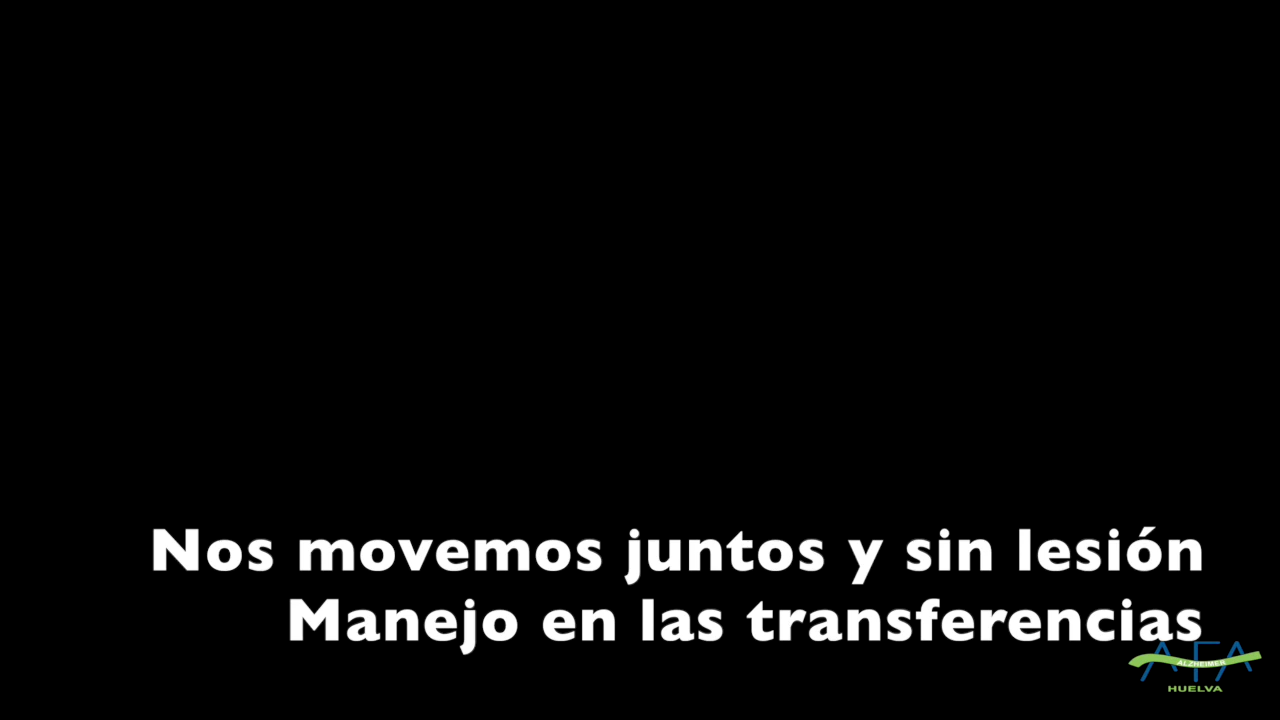 Nos movemos juntos y sin lesión
Manejo en las transferencias
AFA
ALZHEIMER
HUELVA